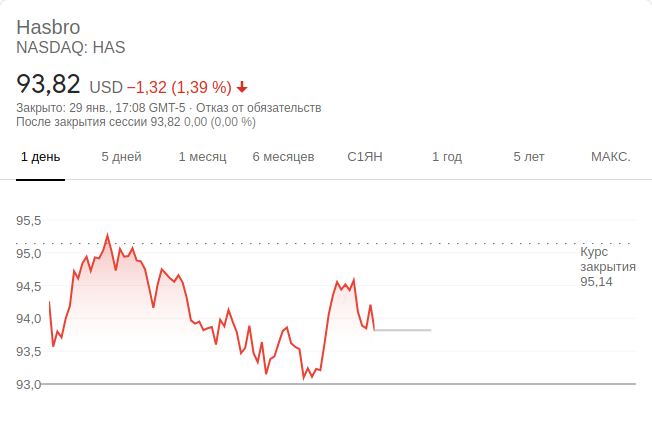 Hasbro
NASDAQ: HAS
93,82 USD −1,32 (1,39 %)
Закрыто: 29 янв., 17:08 GMT-5 · Отказ от обязательств
После закрытия сессии 93,82 0,00 (0,00 %)
1 день 5 дней 1 месяц 6 месяцев С1ЯН 1 год 5 лет МАКС.
95,5
95,0
94,5
94,0
93,5
93,0
Курс
закрытия
95,14